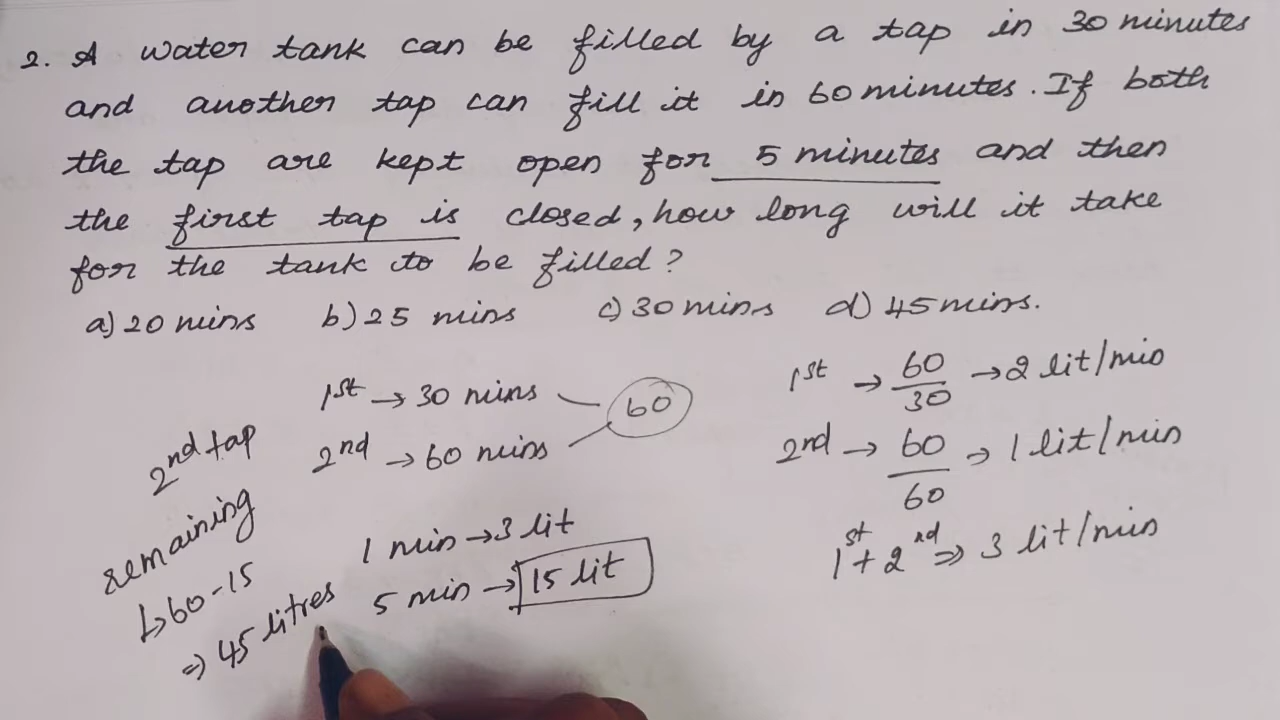 2. A water tank can be filled by a tap in 30 minutes
and another tap can fill it in 60 minutes. If both
the tap are kept open for 5 minutes and then
the first tap is closed, how long will it take
for the tank to be filled?
a) 20 mins b) 25 mins c) 30 mins d) 45 mins.
1st → 30 mins
2nd → 60 mins
60
1st → 60/30 → 2 lit/min
2nd → 60/60 → 1 lit/min
1st + 2nd ⇒ 3 lit/min
1 min → 3 lit
5 min → 15 lit
2nd tap
remaining
↳ 60 - 15
⇒ 45 litres